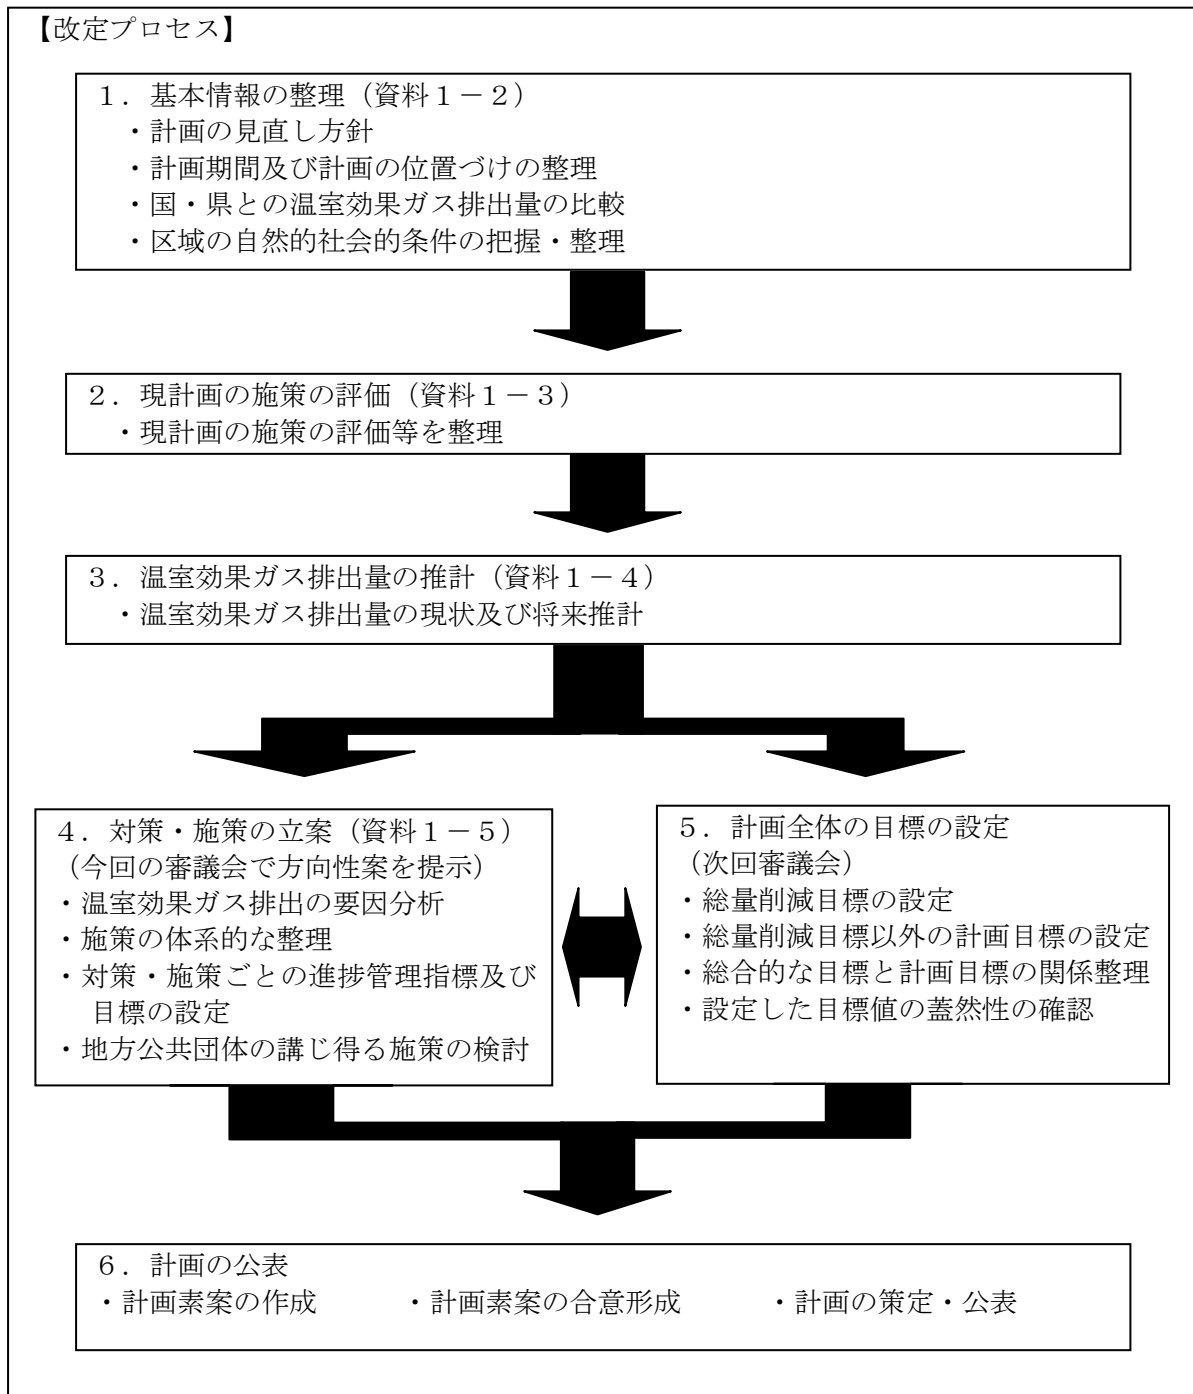 【改定プロセス】
１．基本情報の整理（資料１－２）
・計画の見直し方針
・計画期間及び計画の位置づけの整理
・国・県との温室効果ガス排出量の比較
・区域の自然的社会的条件の把握・整理
２．現計画の施策の評価（資料１－３）
・現計画の施策の評価等を整理
３．温室効果ガス排出量の推計（資料１－４）
・温室効果ガス排出量の現状及び将来推計
４．対策・施策の立案（資料１－５）
（今回の審議会で方向性案を提示）
・温室効果ガス排出の要因分析
・施策の体系的な整理
・対策・施策ごとの進捗管理指標及び
目標の設定
・地方公共団体の講じ得る施策の検討
５．計画全体の目標の設定
（次回審議会）
・総量削減目標の設定
・総量削減目標以外の計画目標の設定
・総合的な目標と計画目標の関係整理
・設定した目標値の蓋然性の確認
６．計画の公表
・計画素案の作成　　　・計画素案の合意形成　　　・計画の策定・公表